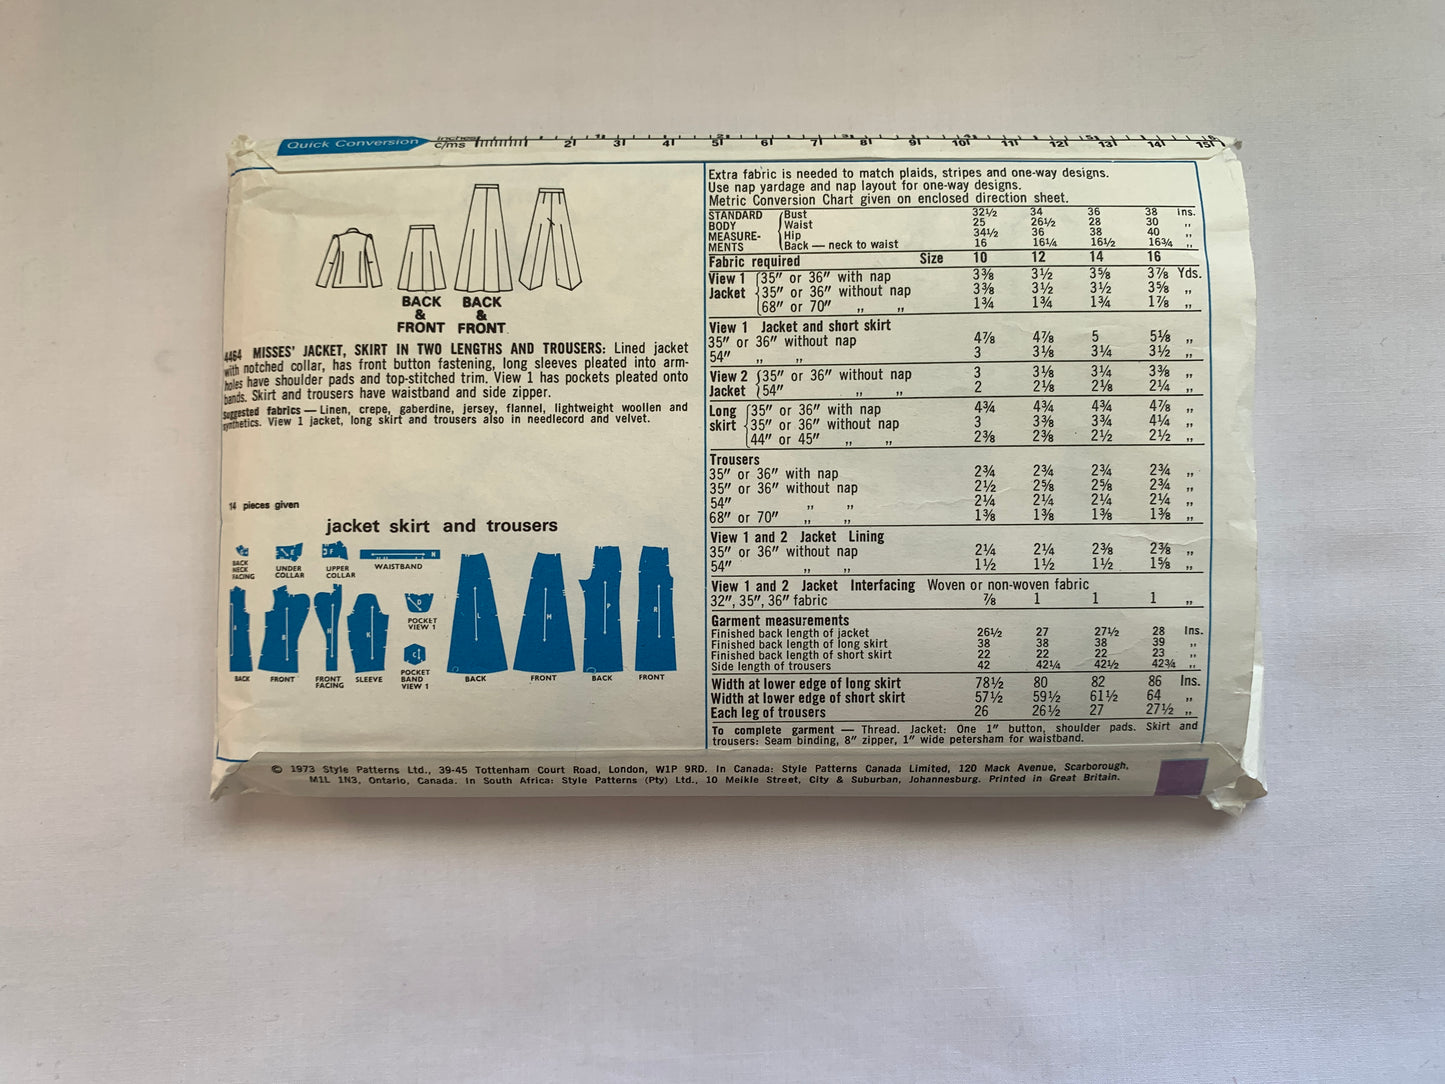 Quick Conversion
inches
c/ms
2 3 4 5 6 7 8 9 10 11 12 13 14 15
BACK
&
FRONT
BACK
&
FRONT
4464 MISSES' JACKET, SKIRT IN TWO LENGTHS AND TROUSERS: Lined jacket
with notched collar, has front button fastening, long sleeves pleated into arm-
holes have shoulder pads and top-stitched trim. View 1 has pockets pleated onto
bands. Skirt and trousers have waistband and side zipper.
Suggested fabrics — Linen, crepe, gaberdine, jersey, flannel, lightweight woollen and
synthetics. View 1 jacket, long skirt and trousers also in needlecord and velvet.
14 pieces given
jacket skirt and trousers
BACK
NECK
FACING
E
UNDER
COLLAR
F
UPPER
COLLAR
N
WAISTBAND
BACK
B
FRONT
H
FRONT
FACING
K
SLEEVE
D
POCKET
VIEW 1
C
POCKET
BAND
VIEW 1
L
BACK
M
FRONT
P
BACK
R
FRONT
Extra fabric is needed to match plaids, stripes and one-way designs.
Use nap yardage and nap layout for one-way designs.
Metric Conversion Chart given on enclosed direction sheet.
STANDARD BODY MEASURE-MENTS
Bust 32½ 34 36 38 ins.
Waist 25 26½ 28 30 „
Hip 34½ 36 38 40 „
Back — neck to waist 16 16¼ 16½ 16¾ „
Fabric required Size 10 12 14 16
View 1 35″ or 36″ with nap 3⅜ 3½ 3⅝ 3⅞ Yds.
Jacket 35″ or 36″ without nap 3⅜ 3½ 3½ 3⅝ „
68″ or 70″ „ „ 1¾ 1¾ 1¾ 1⅞ „
View 1 Jacket and short skirt
35″ or 36″ without nap 4⅞ 4⅞ 5 5⅛ „
54″ „ „ 3 3⅛ 3¼ 3½ „
View 2 35″ or 36″ without nap 3 3⅛ 3¼ 3⅜ „
Jacket 54″ „ „ 2 2⅛ 2⅛ 2¼ „
Long 35″ or 36″ with nap 4¾ 4¾ 4¾ 4⅞ „
skirt 35″ or 36″ without nap 3 3⅜ 3¾ 4¼ „
44″ or 45″ „ „ 2⅜ 2⅜ 2½ 2½ „
Trousers
35″ or 36″ with nap 2¾ 2¾ 2¾ 2¾ „
35″ or 36″ without nap 2½ 2⅝ 2⅝ 2¾ „
54″ „ „ 2¼ 2¼ 2¼ 2¼ „
68″ or 70″ „ „ 1⅜ 1⅜ 1⅜ 1⅜ „
View 1 and 2 Jacket Lining
35″ or 36″ without nap 2¼ 2¼ 2⅜ 2⅜ „
54″ „ „ 1½ 1½ 1½ 1⅝ „
View 1 and 2 Jacket Interfacing Woven or non-woven fabric
32″, 35″, 36″ fabric ⅞ 1 1 1 „
Garment measurements
Finished back length of jacket 26½ 27 27½ 28 Ins.
Finished back length of long skirt 38 38 38 39 „
Finished back length of short skirt 22 22 22 23 „
Side length of trousers 42 42¼ 42½ 42¾ „
Width at lower edge of long skirt 78½ 80 82 86 Ins.
Width at lower edge of short skirt 57½ 59½ 61½ 64 „
Each leg of trousers 26 26½ 27 27½ „
To complete garment — Thread. Jacket: One 1″ button, shoulder pads. Skirt and
trousers: Seam binding, 8″ zipper, 1″ wide petersham for waistband.
© 1973 Style Patterns Ltd., 39-45 Tottenham Court Road, London, W1P 9RD. In Canada: Style Patterns Canada Limited, 120 Mack Avenue, Scarborough,
M1L 1N3, Ontario, Canada. In South Africa: Style Patterns (Pty) Ltd., 10 Meikle Street, City & Suburban, Johannesburg. Printed in Great Britain.